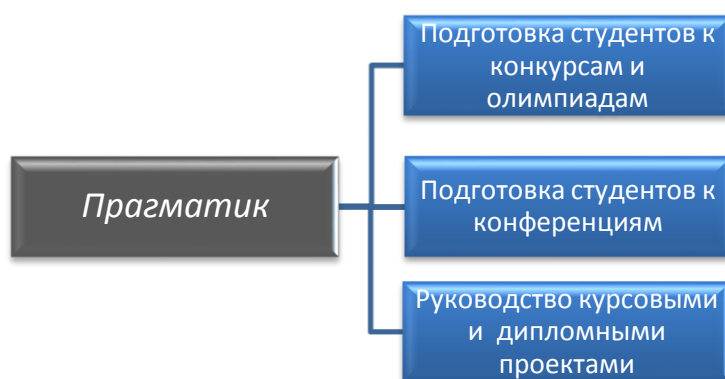 Подготовка студентов к
конкурсам и
олимпиадам
Прагматик
Подготовка студентов к
конференциям
Руководство курсовыми
и дипломными
проектами